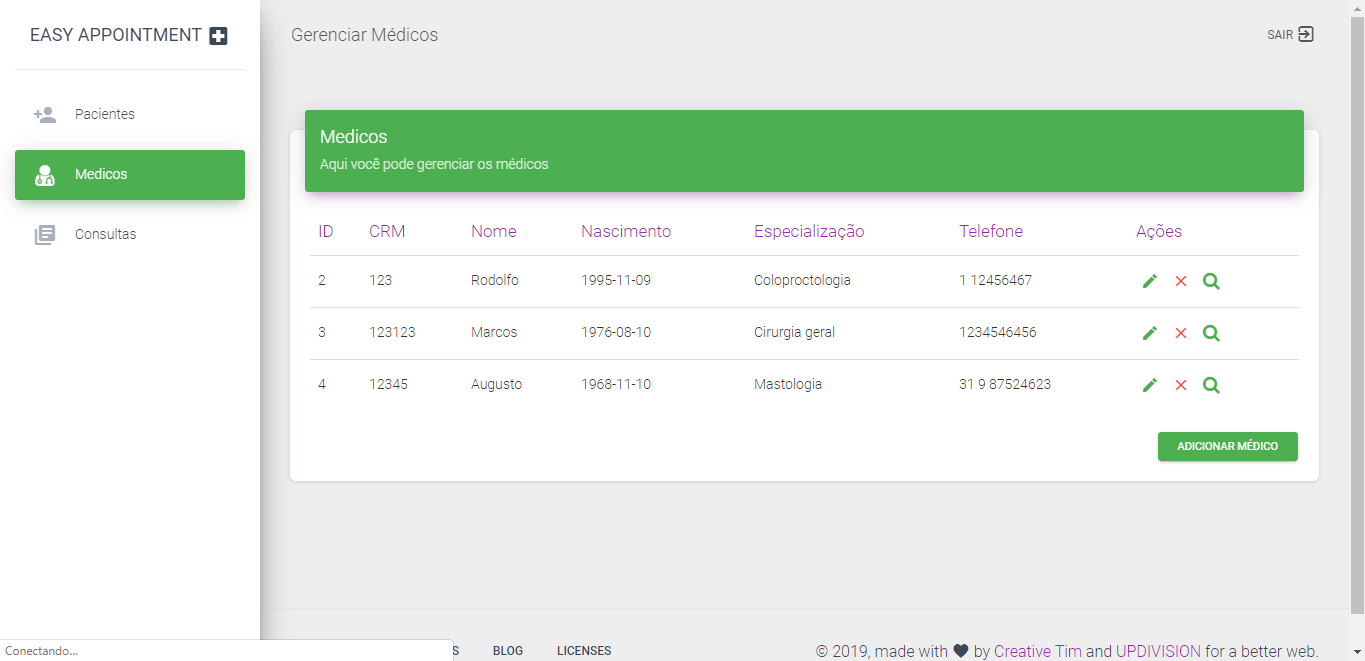 EASY APPOINTMENT
Gerenciar Médicos
SAIR
Pacientes
Medicos
Consultas
Medicos
Aqui você pode gerenciar os médicos
ID CRM Nome Nascimento Especialização Telefone Ações
2 123 Rodolfo 1995-11-09 Coloproctologia 1 12456467
3 123123 Marcos 1976-08-10 Cirurgia geral 1234546456
4 12345 Augusto 1968-11-10 Mastologia 31 9 87524623
ADICIONAR MÉDICO
Conectando...
S BLOG LICENSES
© 2019, made with by Creative Tim and UPDIVISION for a better web.